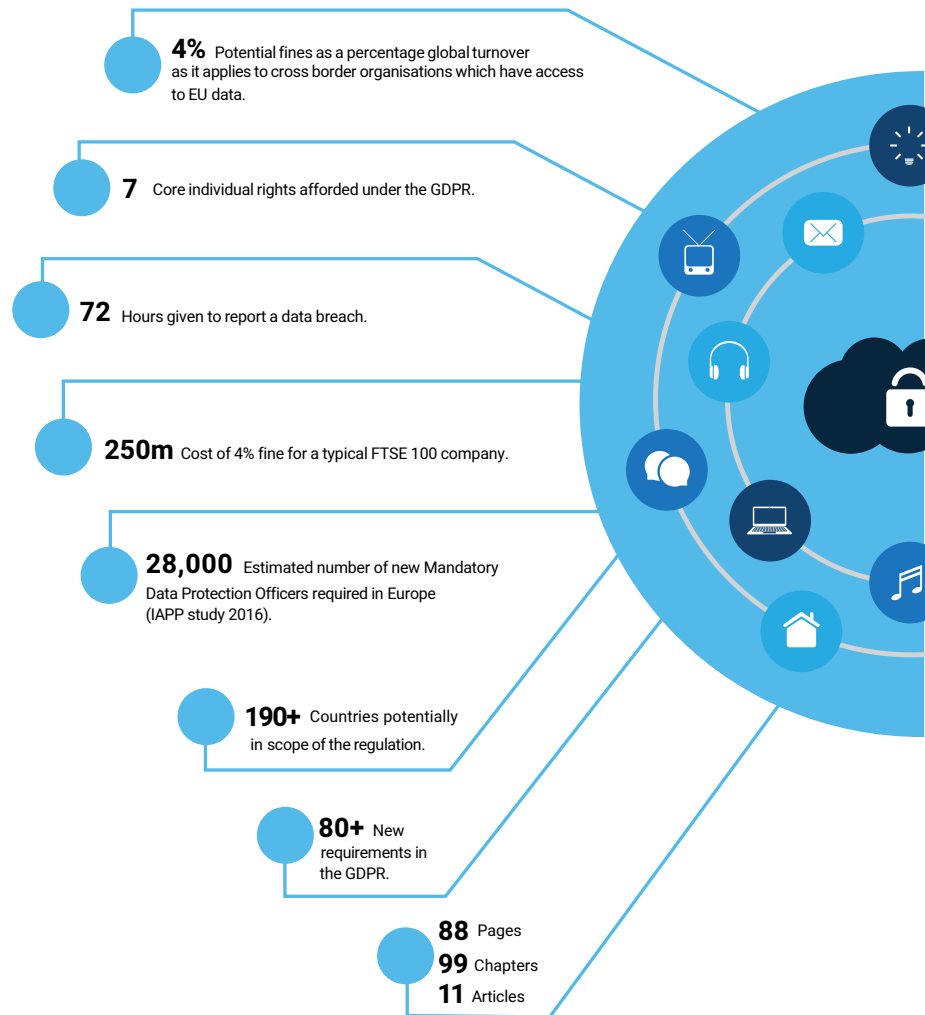 4% Potential fines as a percentage global turnover
as it applies to cross border organisations which have access
to EU data.
7 Core individual rights afforded under the GDPR.
72 Hours given to report a data breach.
250m Cost of 4% fine for a typical FTSE 100 company.
28,000 Estimated number of new Mandatory
Data Protection Officers required in Europe
(IAPP study 2016).
190+ Countries potentially
in scope of the regulation.
80+ New
requirements in
the GDPR.
88 Pages
99 Chapters
11 Articles